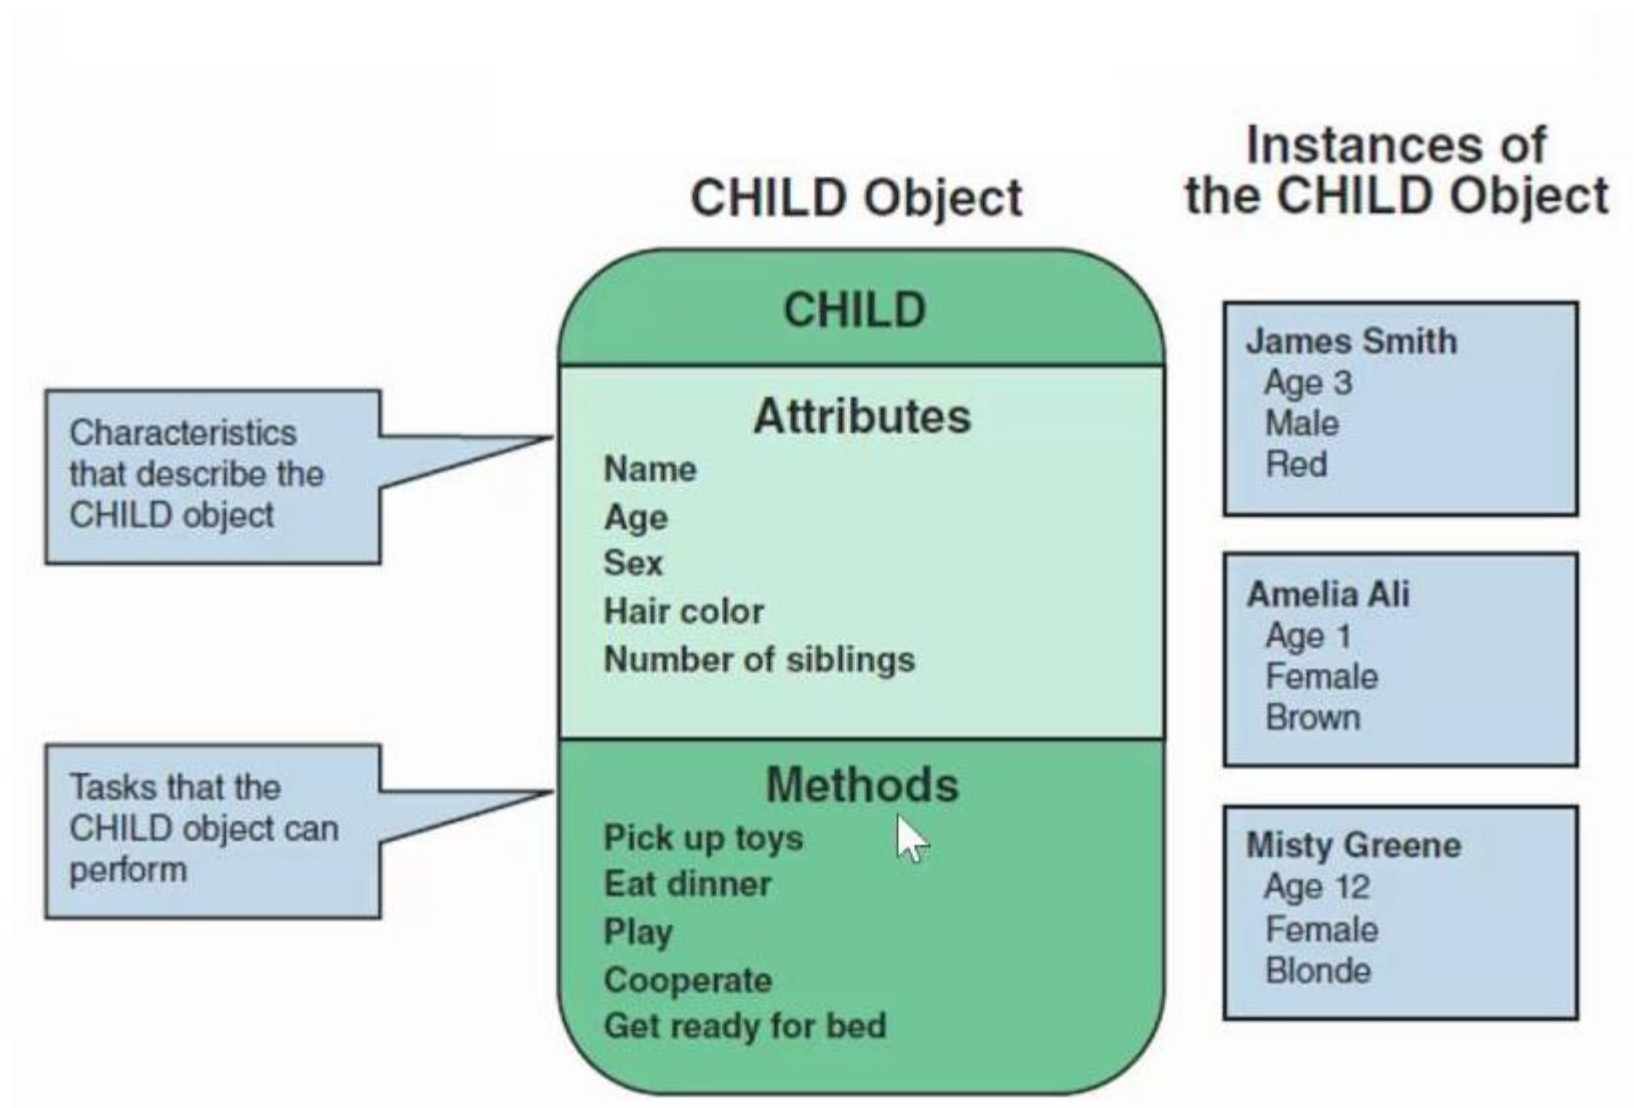 CHILD Object
Instances of
the CHILD Object
CHILD
Attributes
Name
Age
Sex
Hair color
Number of siblings
Methods
Pick up toys
Eat dinner
Play
Cooperate
Get ready for bed
Characteristics
that describe the
CHILD object
Tasks that the
CHILD object can
perform
James Smith
Age 3
Male
Red
Amelia Ali
Age 1
Female
Brown
Misty Greene
Age 12
Female
Blonde